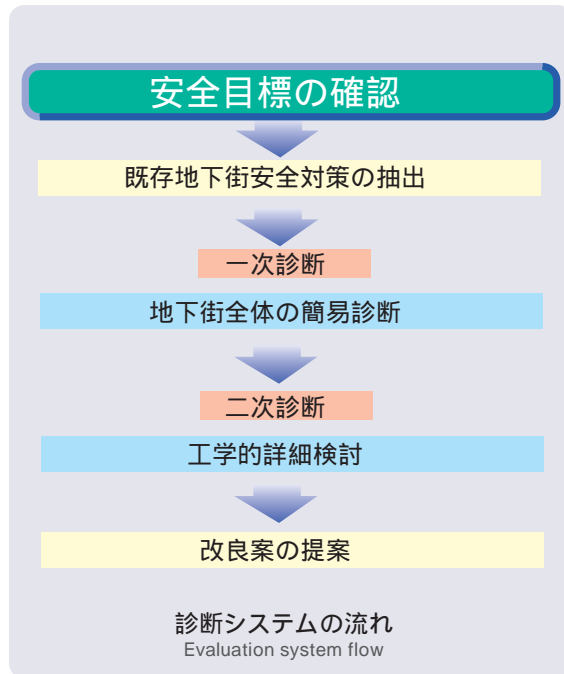 安全目標の確認
既存地下街安全対策の抽出
一次診断
地下街全体の簡易診断
二次診断
工学的詳細検討
改良案の提案
診断システムの流れ
Evaluation system flow